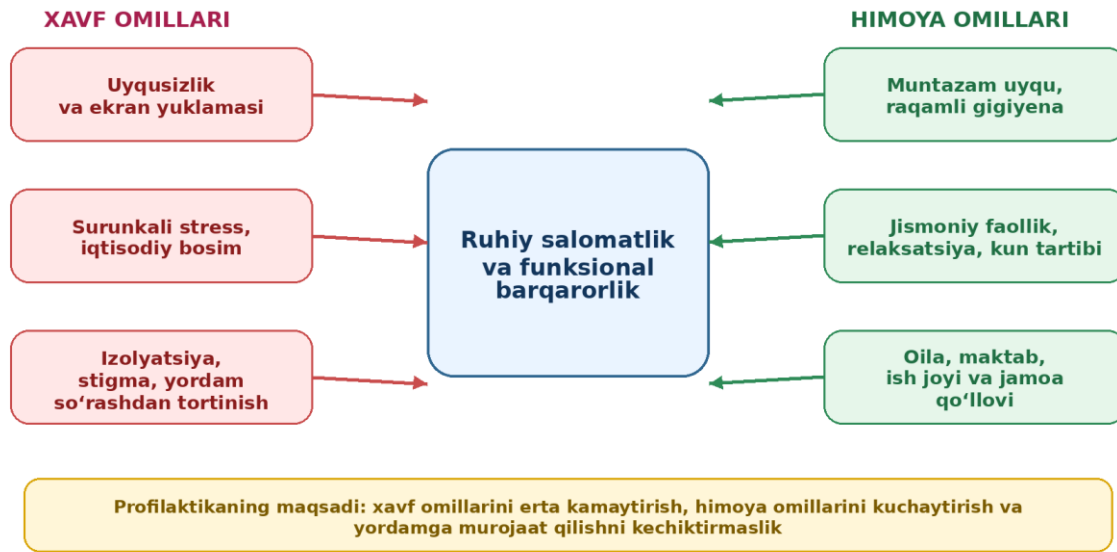 XAVF OMILLARI
HIMOYA OMILLARI
Uyqusizlik
va ekran yuklamasi
Muntazam uyqu,
raqamli gigiyena
Surunkali stress,
iqtisodiy bosim
Ruhiy salomatlik
va funksional
barqarorlik
Jismoniy faollik,
relaksatsiya, kun tartibi
Izolyatsiya,
stigma, yordam
so‘rashdan tortinish
Oila, maktab,
ish joyi va jamoa
qo‘llovi
Profilaktikaning maqsadi: xavf omillarini erta kamaytirish, himoya omillarini kuchaytirish va
yordamga murojaat qilishni kechiktirmaslik